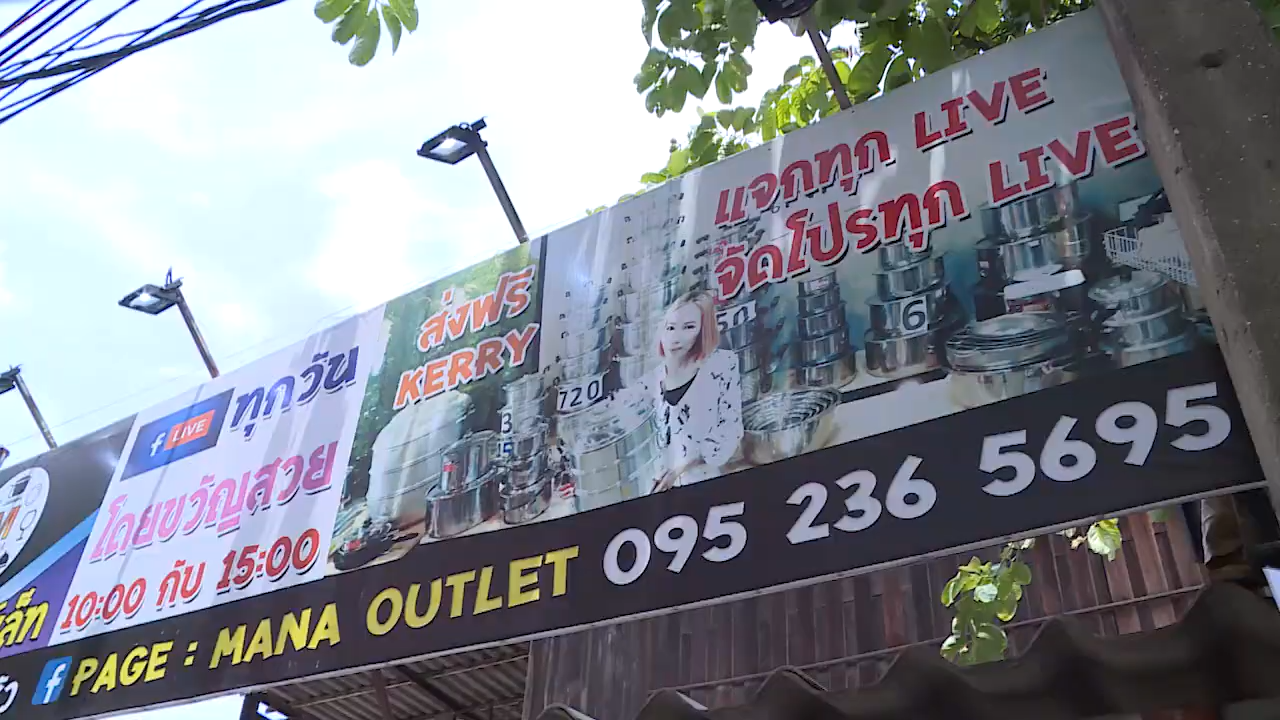 แจกทุก LIVE
จัดโปรทุก LIVE
ส่งฟรี
KERRY
LIVE ทุกวัน
โดยขวัญสวย
10:00 กับ 15:00
720
6
PAGE : MANA OUTLET 095 236 5695